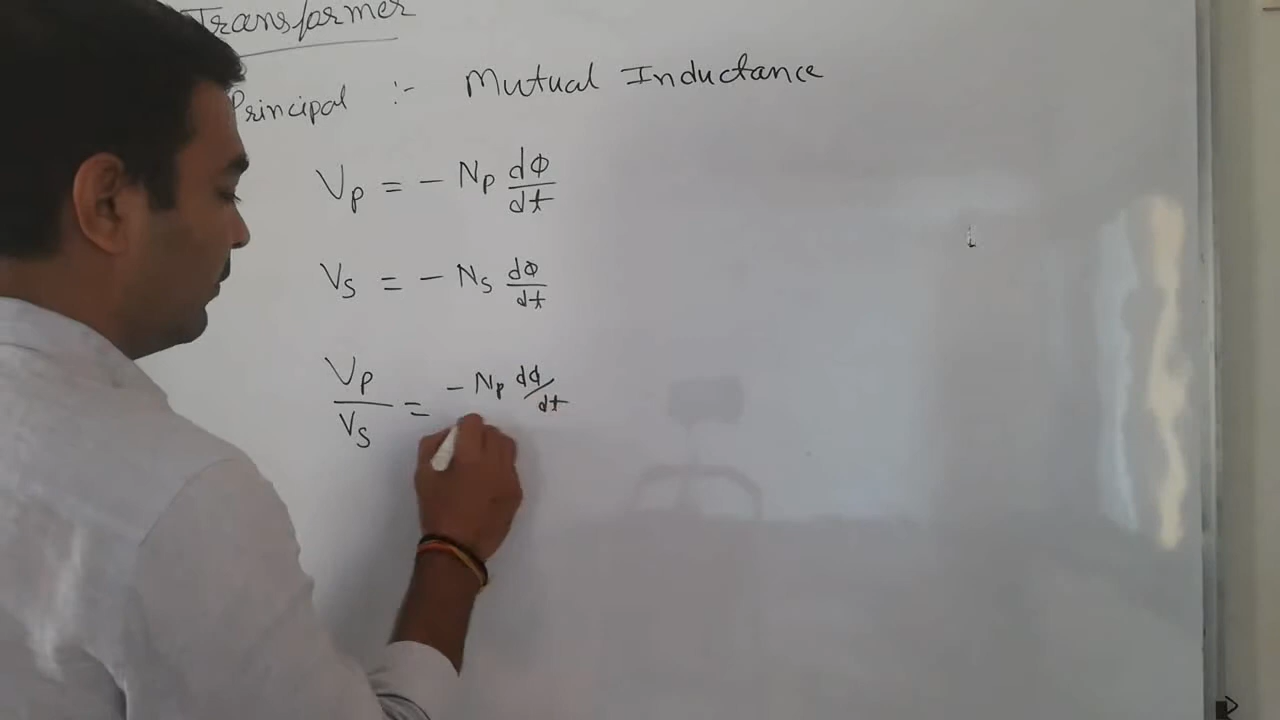 Transformer
Principal :- Mutual Inductance
Vp = - Np dΦ/dt
Vs = - Ns dΦ/dt
Vp/Vs = - Np dΦ/dt